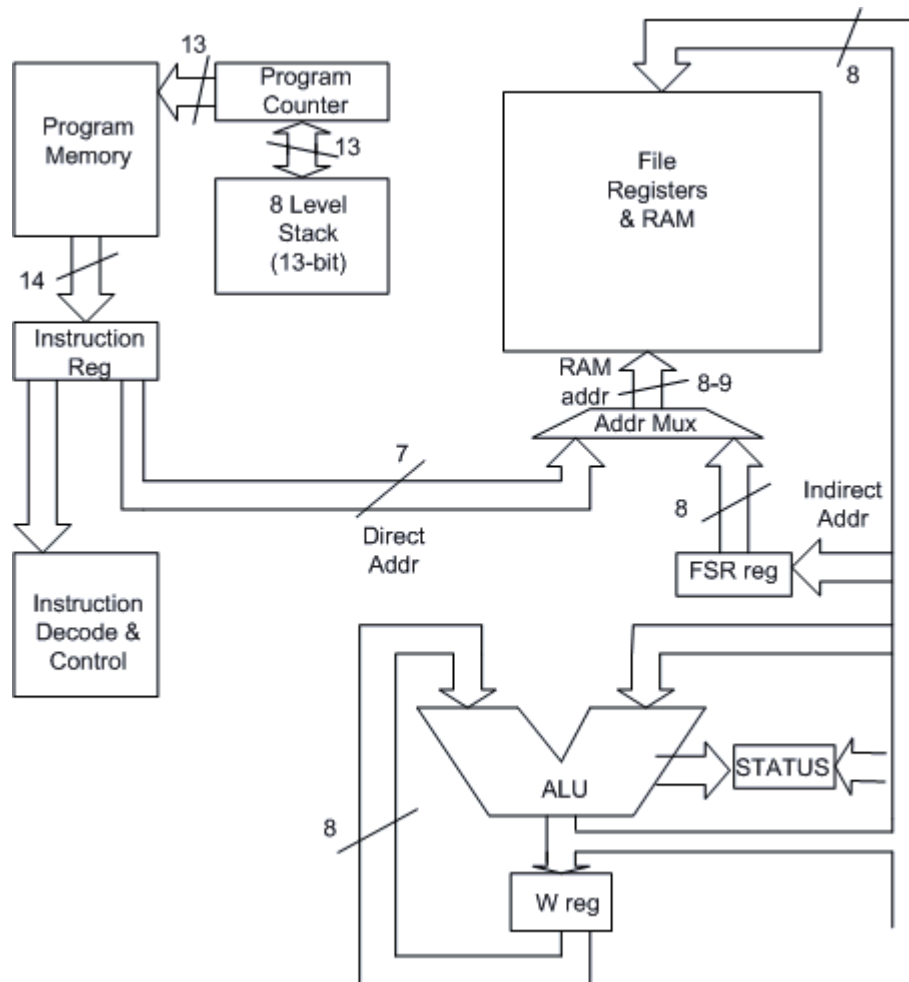 8
13
Program
Counter
Program
Memory
13
8 Level
Stack
(13-bit)
File
Registers
& RAM
14
Instruction
Reg
RAM
addr
8-9
Addr Mux
7
Direct
Addr
8
Indirect
Addr
FSR reg
Instruction
Decode &
Control
ALU
STATUS
8
W reg